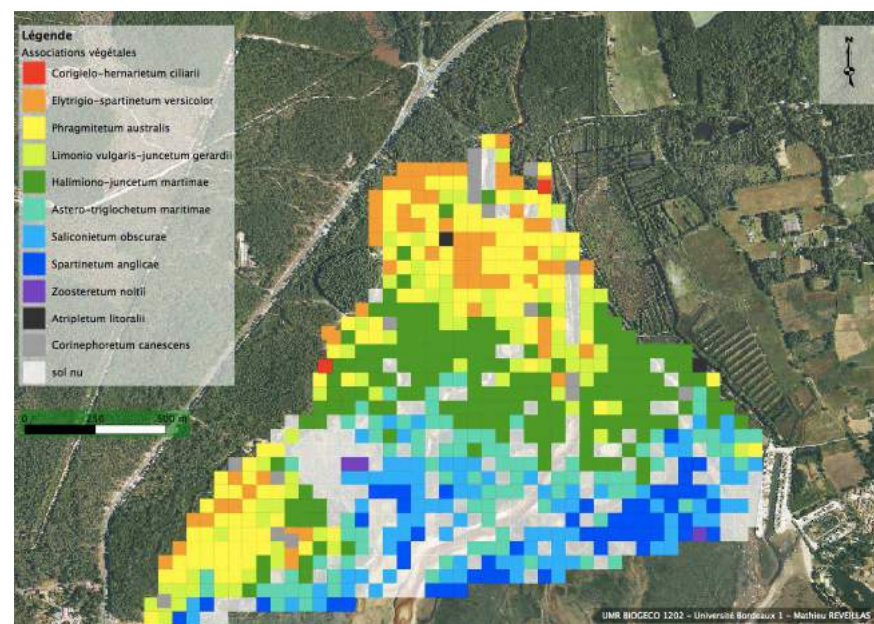 Légende
Associations végétales
Corigielo-hernarietum ciliarii
Elytrigio-spartinetum versicolor
Phragmitetum australis
Limonio vulgaris-juncetum gerardii
Halimiono-juncetum martimae
Astero-triglochetum maritimae
Saliconietum obscurae
Spartinetum anglicae
Zoosteretum noltii
Atripletum litoralii
Corinephoretum canescens
sol nu
N
0 250 500 m
UMR BIOGECO 1202 - Université Bordeaux 1 - Mathieu REVEILLAS